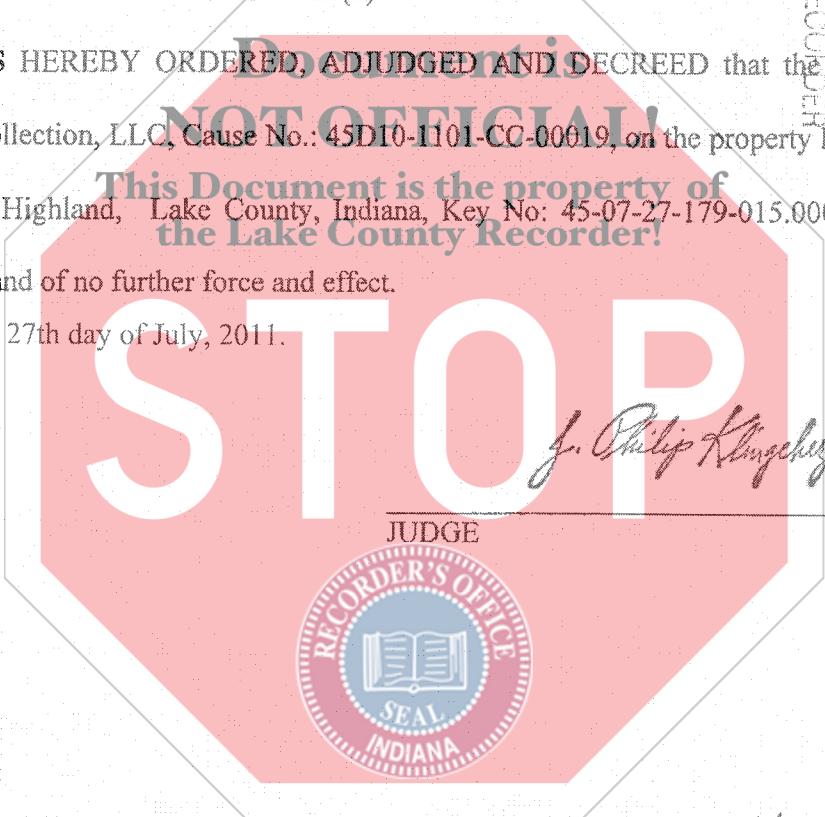 S HEREBY ORDERED, ADJUDGED AND DECREED that the
Document is
NOT OFFICIAL!
ollection, LLC, Cause No.: 45D10-1101-CC-00019, on the property
This Document is the property of
Highland, Lake County, Indiana, Key No: 45-07-27-179-015.000
the Lake County Recorder!
and of no further force and effect.
27th day of July, 2011.
STOP
J. Philip
JUDGE
RECORDER'S OFFICE
SEAL
INDIANA